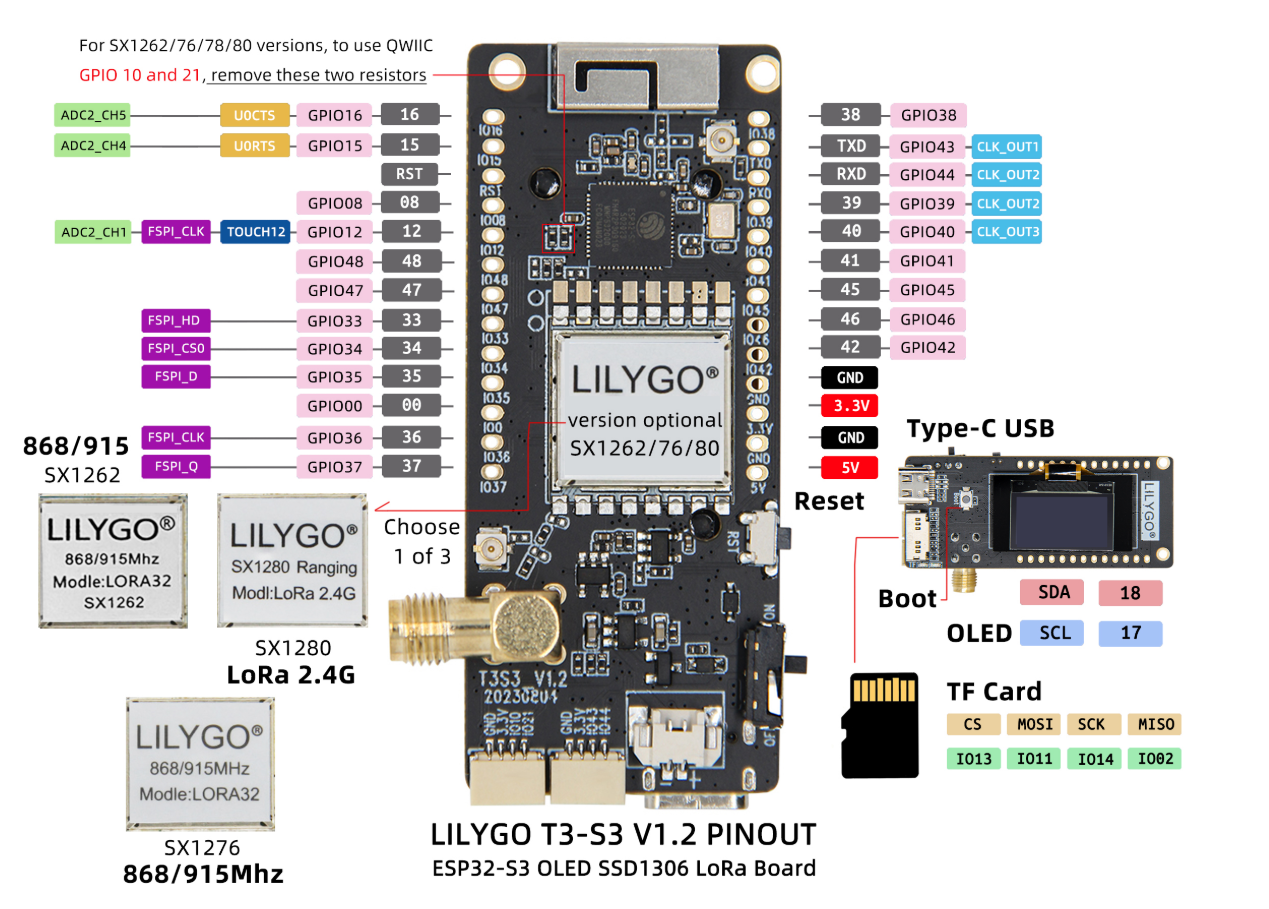 For SX1262/76/78/80 versions, to use QWIIC
GPIO 10 and 21, remove these two resistors
ADC2_CH5 U0CTS GPIO16 16
ADC2_CH4 U0RTS GPIO15 15
RST
GPIO08 08
ADC2_CH1 FSPI_CLK TOUCH12 GPIO12 12
GPIO48 48
GPIO47 47
FSPI_HD GPIO33 33
FSPI_CS0 GPIO34 34
FSPI_D GPIO35 35
GPIO00 00
FSPI_CLK GPIO36 36
FSPI_Q GPIO37 37
IO16
IO15
RST
IO08
IO12
IO48
IO47
IO33
IO34
IO35
IO0
IO36
IO37
IO38
TXD
RXD
IO39
IO40
IO41
IO45
IO46
IO42
GND
3.3V
GND
5V
38 GPIO38
TXD GPIO43 CLK_OUT1
RXD GPIO44 CLK_OUT2
39 GPIO39 CLK_OUT2
40 GPIO40 CLK_OUT3
41 GPIO41
45 GPIO45
46 GPIO46
42 GPIO42
GND
3.3V
GND
5V
LILYGO®
version optional
SX1262/76/80
868/915
SX1262
LILYGO®
868/915Mhz
Modle:LORA32
SX1262
LILYGO®
SX1280 Ranging
Modl:LoRa 2.4G
SX1280
LoRa 2.4G
Choose
1 of 3
LILYGO®
868/915MHz
Modle:LORA32
SX1276
868/915Mhz
Reset
RST
ON
OF
T3S3_V1.2
20230804
GND
3.3V
IO10
IO21
GND
3.3V
IO43
IO44
+
Type-C USB
Boot
LILYGO®
Boot
SDA 18
OLED SCL 17
TF Card
CS MOSI SCK MISO
IO13 IO11 IO14 IO02
LILYGO T3-S3 V1.2 PINOUT
ESP32-S3 OLED SSD1306 LoRa Board